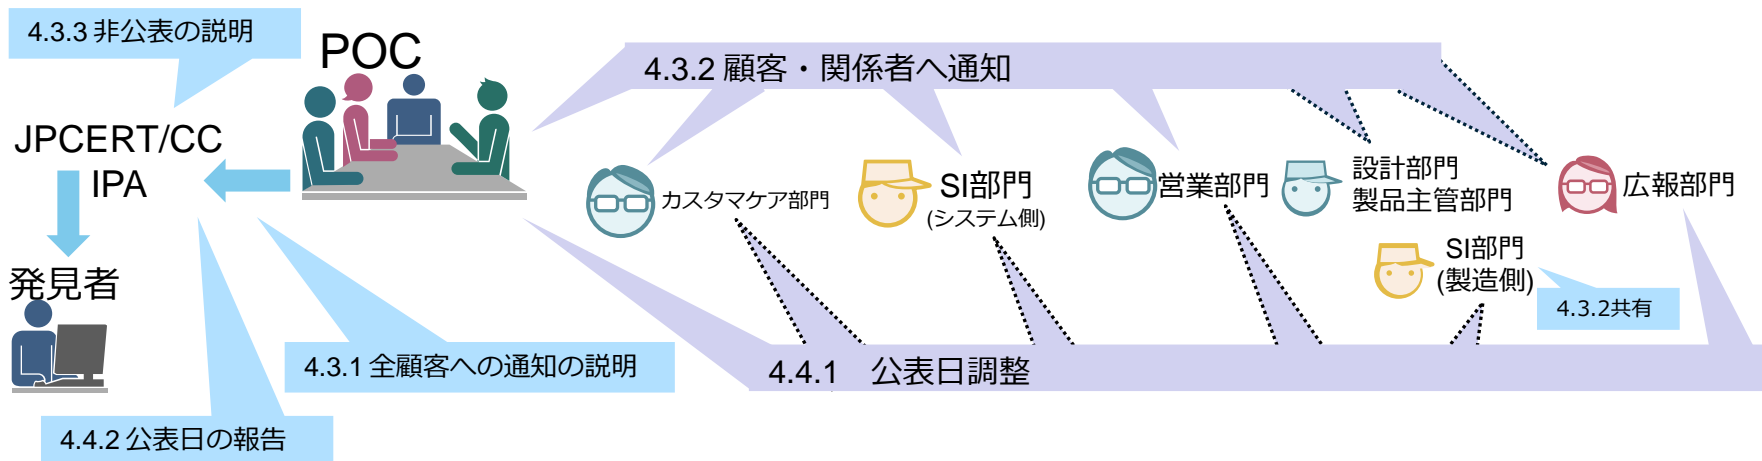 4.3.3 非公表の説明
POC
4.3.2 顧客・関係者へ通知
JPCERT/CC
IPA
カスタマケア部門
SI部門
(システム側)
営業部門
設計部門
製品主管部門
広報部門
SI部門
(製造側)
4.3.2共有
発見者
4.3.1 全顧客への通知の説明
4.4.1　公表日調整
4.4.2 公表日の報告